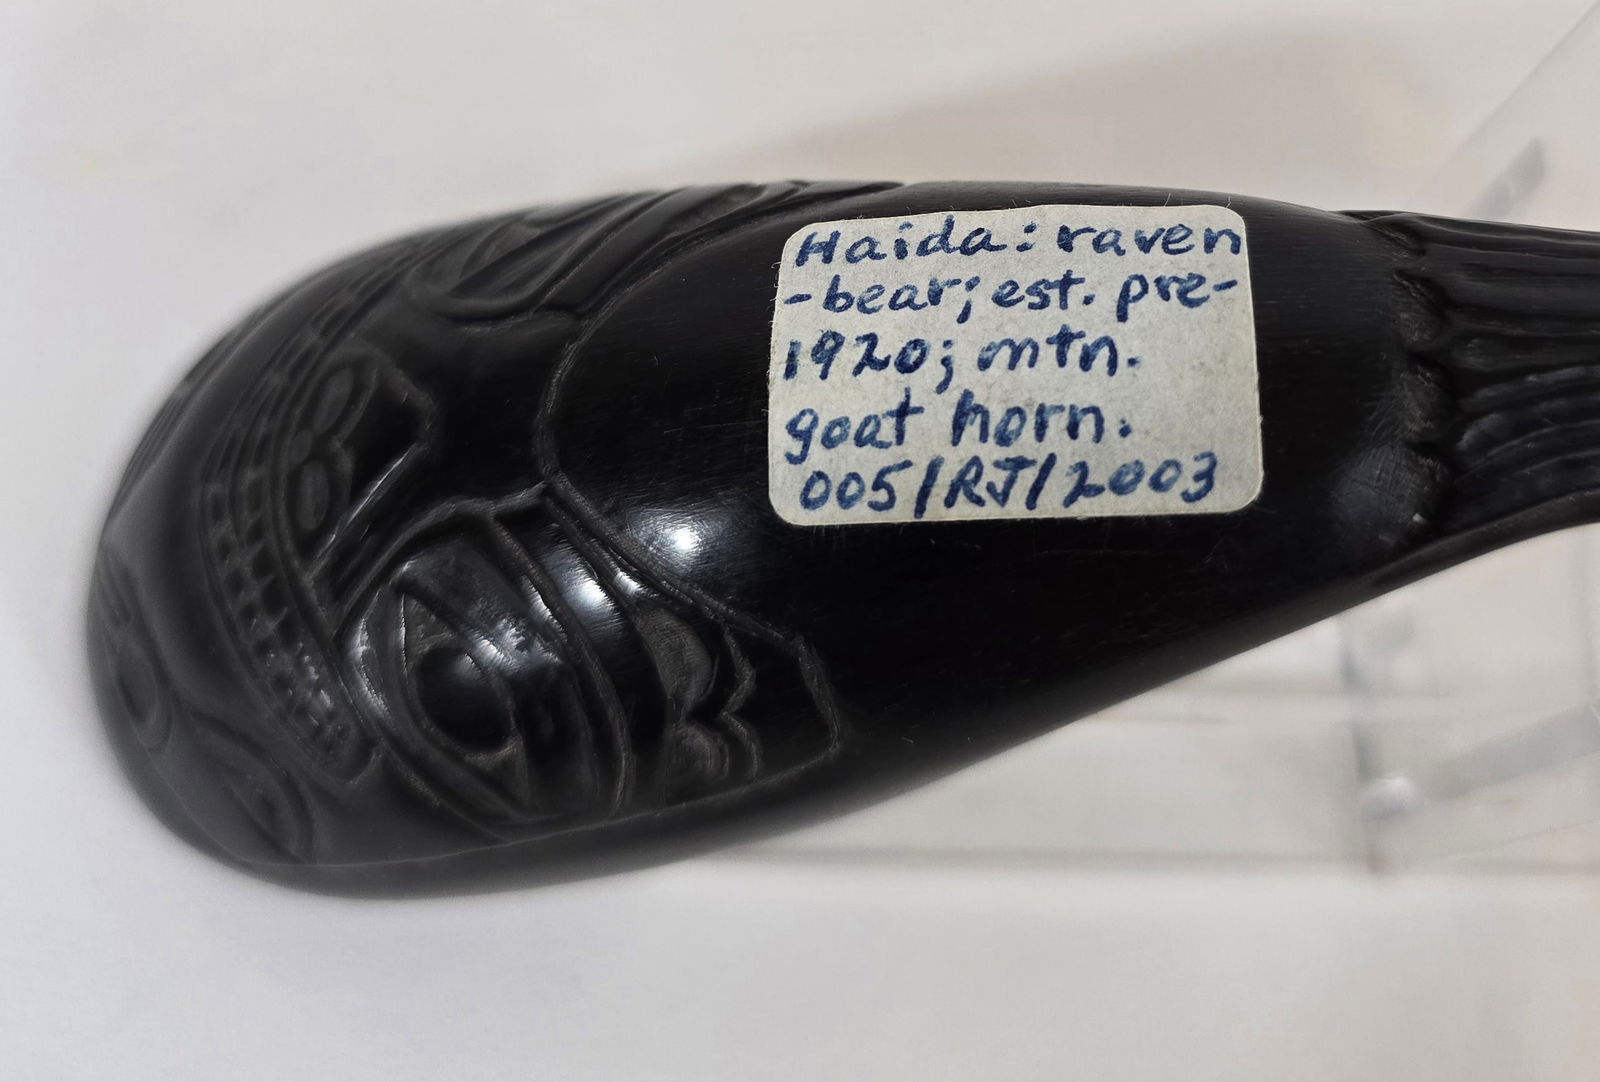 Haida: raven
-bear; est. pre-
1920; mtn.
goat horn.
005/RJ/2003